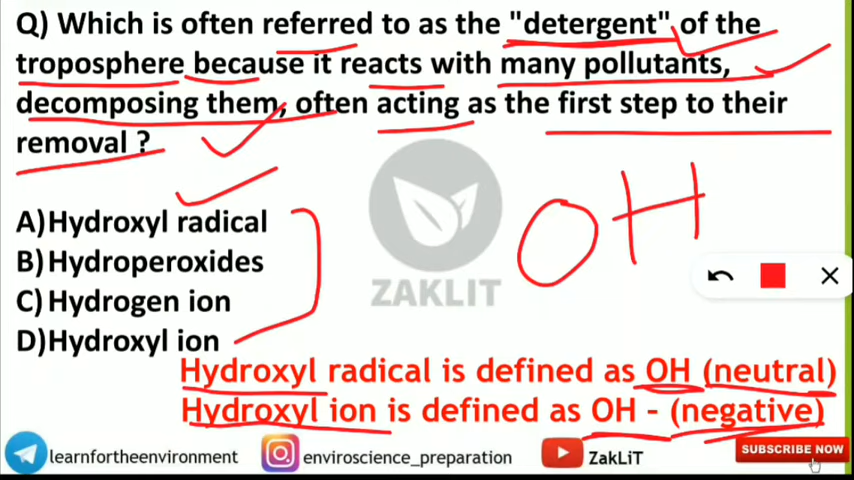 Q) Which is often referred to as the "detergent" of the
troposphere because it reacts with many pollutants,
decomposing them, often acting as the first step to their
removal ?
A)Hydroxyl radical
B)Hydroperoxides
C)Hydrogen ion
D)Hydroxyl ion
OH
ZAKLIT
Hydroxyl radical is defined as OH (neutral)
Hydroxyl ion is defined as OH - (negative)
learnfortheenvironment
enviroscience_preparation
ZakLiT
SUBSCRIBE NOW